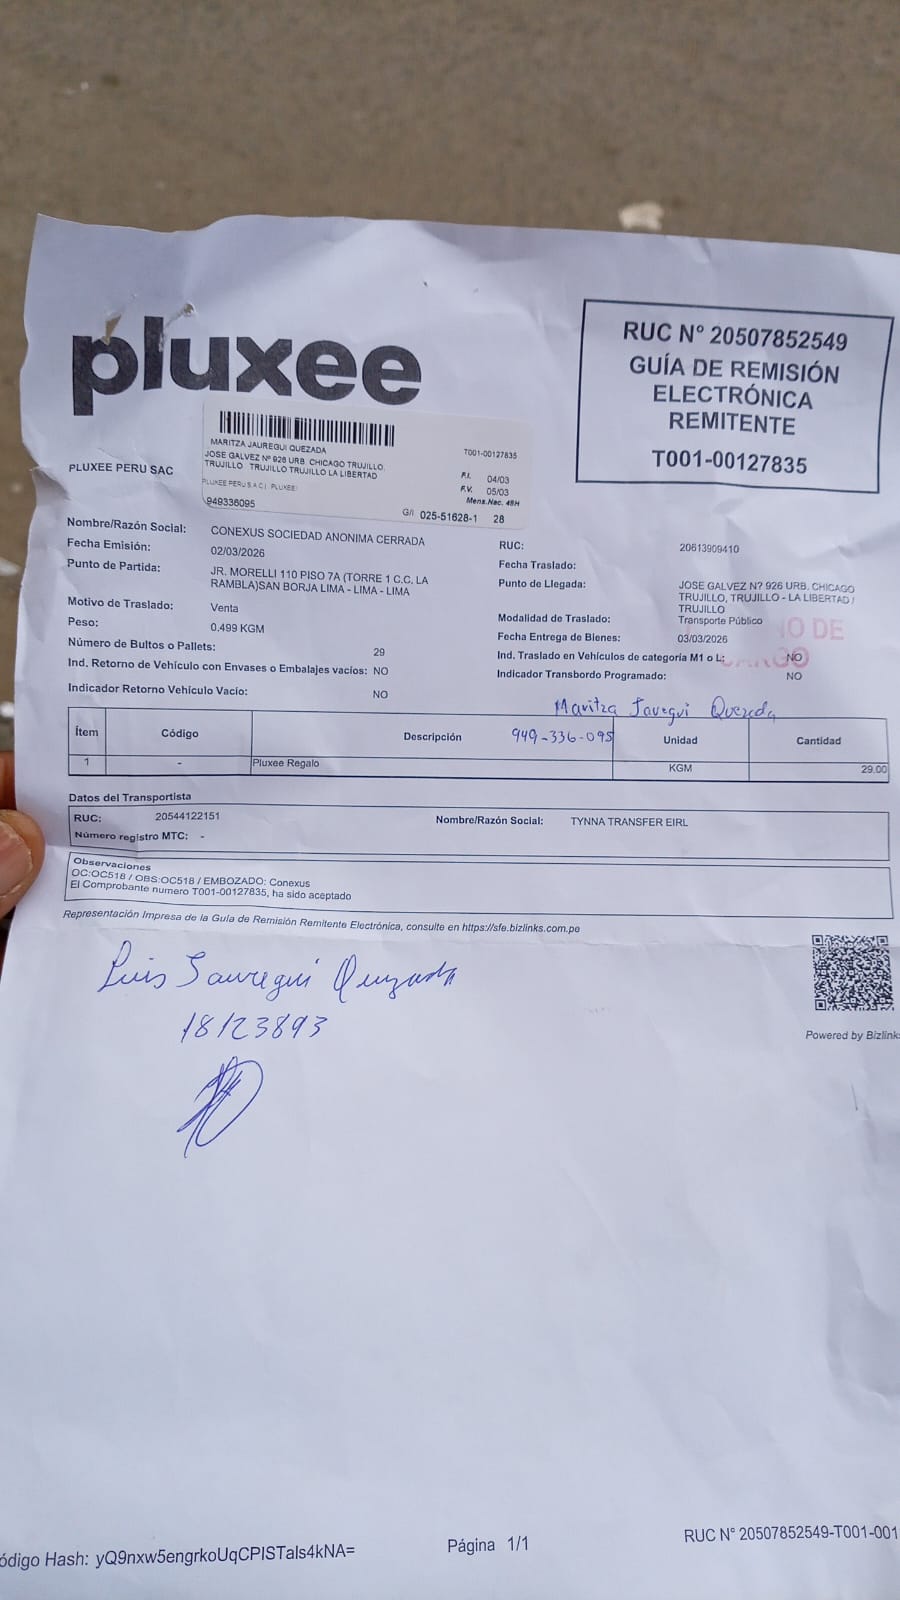 pluxee
RUC N° 20507852549
GUÍA DE REMISIÓN
ELECTRÓNICA
REMITENTE
T001-00127835
PLUXEE PERU SAC
MARITZA JAUREGUI QUEZADA
JOSE GALVEZ Nº 926 URB. CHICAGO TRUJILLO,
TRUJILLO TRUJILLO TRUJILLO LA LIBERTAD
PLUXEE PERU S.A.C ( PLUXEE)
949336095
T001-00127835
F.I. 04/03
F.V. 05/03
Mens.Nac. 48H
G/I 025-51628-1 28
Nombre/Razón Social: CONEXUS SOCIEDAD ANONIMA CERRADA
RUC: 20613909410
Fecha Emisión: 02/03/2026
Fecha Traslado:
Punto de Partida: JR. MORELLI 110 PISO 7A (TORRE 1 C.C. LA
RAMBLA)SAN BORJA LIMA - LIMA - LIMA
Punto de Llegada: JOSE GALVEZ N? 926 URB. CHICAGO
TRUJILLO, TRUJILLO - LA LIBERTAD /
TRUJILLO
Motivo de Traslado: Venta
Modalidad de Traslado: Transporte Público
Peso: 0.499 KGM
Fecha Entrega de Bienes: 03/03/2026
Número de Bultos o Pallets: 29
Ind. Traslado en Vehículos de categoría M1 o L: NO
Ind. Retorno de Vehículo con Envases o Embalajes vacíos: NO
Indicador Transbordo Programado: NO
Indicador Retorno Vehículo Vacío: NO
DE
CARGO
Maritza Jauregui Quezada
949-336-095
Ítem Código Descripción Unidad Cantidad
1 - Pluxee Regalo KGM 29.00
Datos del Transportista
RUC: 20544122151 Nombre/Razón Social: TYNNA TRANSFER EIRL
Número registro MTC: -
Observaciones
OC:OC518 / OBS:OC518 / EMBOZADO: Conexus
El Comprobante numero T001-00127835, ha sido aceptado
Representación Impresa de la Guía de Remisión Remitente Electrónica, consulte en https://sfe.bizlinks.com.pe
Luis Jauregui Quezada
18123893
Powered by Bizlinks
ódigo Hash: yQ9nxw5engrkoUqCPISTals4kNA=
Página 1/1
RUC N° 20507852549-T001-001